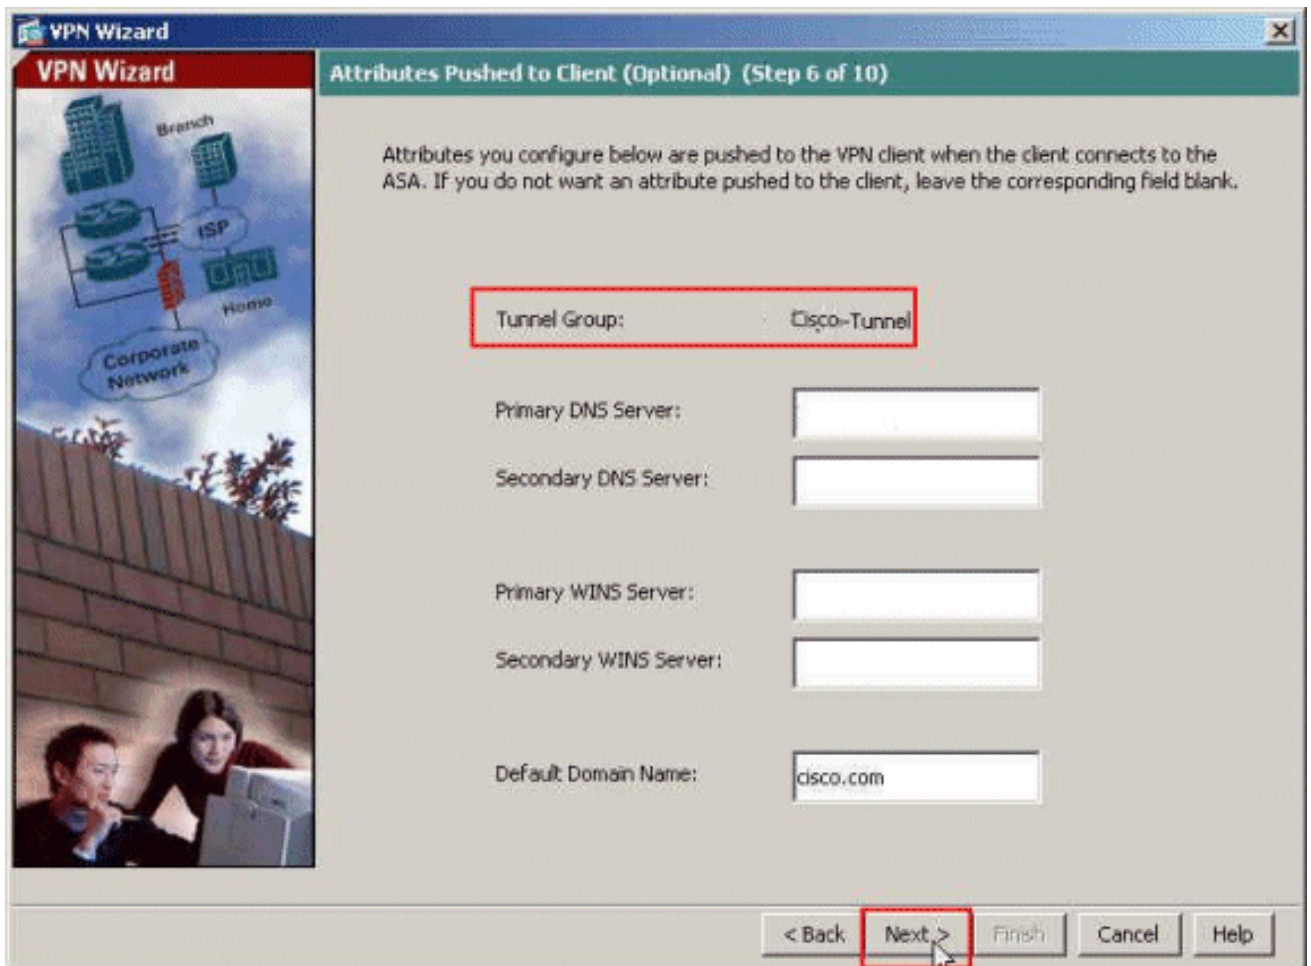 VPN Wizard
VPN Wizard
Attributes Pushed to Client (Optional) (Step 6 of 10)
Branch
ISP
Home
Corporate
Network
Attributes you configure below are pushed to the VPN client when the client connects to the
ASA. If you do not want an attribute pushed to the client, leave the corresponding field blank.
Tunnel Group: Cisco-Tunnel
Primary DNS Server:
Secondary DNS Server:
Primary WINS Server:
Secondary WINS Server:
Default Domain Name: cisco.com
< Back Next > Finish Cancel Help